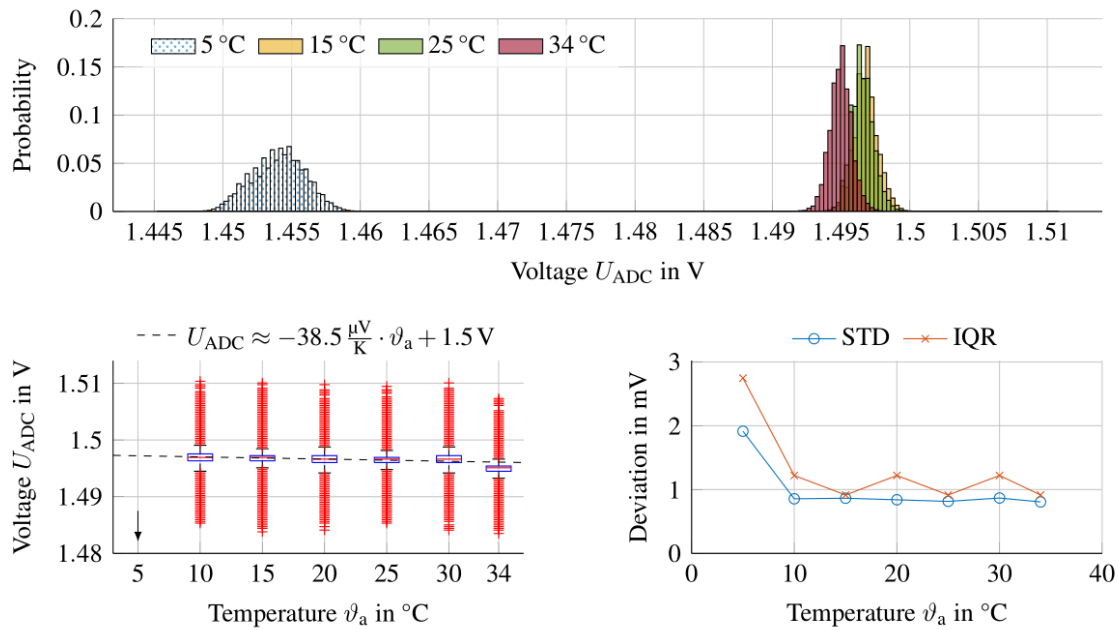 0.2
0.15
0.1
0.05
0
Probability
5 °C 15 °C 25 °C 34 °C
1.445 1.45 1.455 1.46 1.465 1.47 1.475 1.48 1.485 1.49 1.495 1.5 1.505 1.51
Voltage U_ADC in V
U_ADC ≈ −38.5 µV/K · ϑ_a + 1.5 V
1.51
1.5
1.49
1.48
Voltage U_ADC in V
5 10 15 20 25 30 34
Temperature ϑ_a in °C
STD IQR
3
2
1
0
Deviation in mV
0 10 20 30 40
Temperature ϑ_a in °C